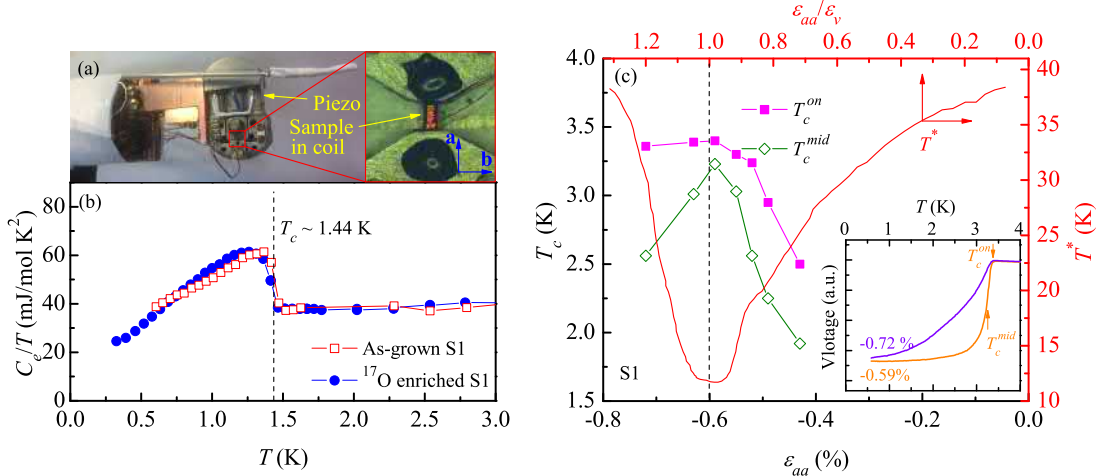 (a)
Piezo
Sample
in coil
a
b
(b)
T_c ~ 1.44 K
C_e/T (mJ/mol K²)
80
60
40
20
0
As-grown S1
¹⁷O enriched S1
0.0 0.5 1.0 1.5 2.0 2.5 3.0
T (K)
ε_aa/ε_v
1.2 1.0 0.8 0.6 0.4 0.2 0.0
(c)
T_c^on
T_c^mid
T*
T_c (K)
4.0
3.5
3.0
2.5
2.0
1.5
40
35
30
25
20
15
10
T* (K)
T (K)
0 1 2 3 4
T_c^on
T_c^mid
Vlotage (a.u.)
-0.72 %
-0.59%
S1
-0.8 -0.6 -0.4 -0.2 0.0
ε_aa (%)